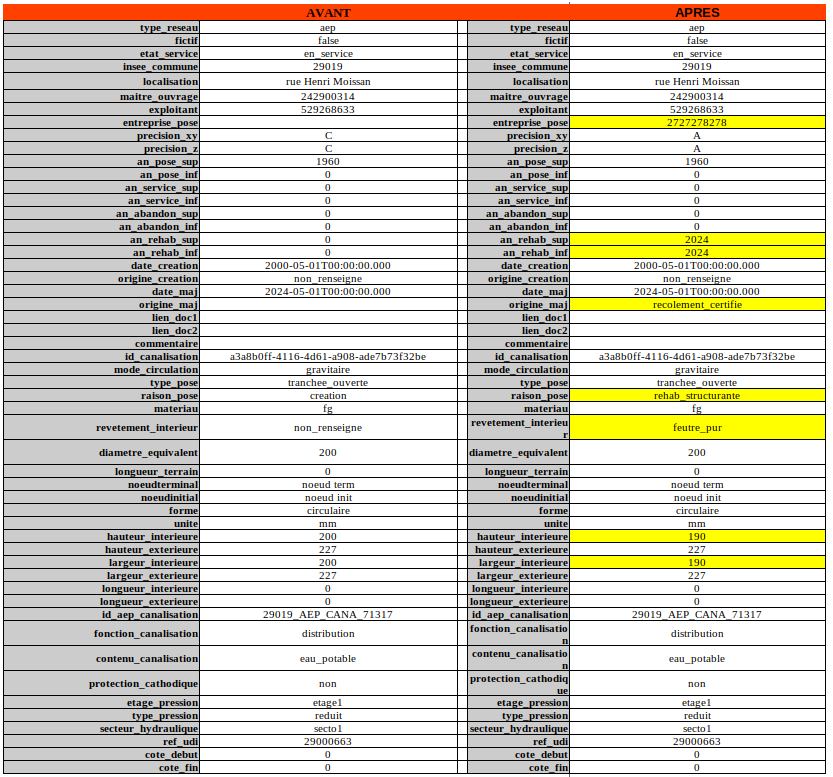 AVANT APRES
type_reseau aep type_reseau aep
fictif false fictif false
etat_service en_service etat_service en_service
insee_commune 29019 insee_commune 29019
localisation rue Henri Moissan localisation rue Henri Moissan
maitre_ouvrage 242900314 maitre_ouvrage 242900314
exploitant 529268633 exploitant 529268633
entreprise_pose entreprise_pose 2727278278
precision_xy C precision_xy A
precision_z C precision_z A
an_pose_sup 1960 an_pose_sup 1960
an_pose_inf 0 an_pose_inf 0
an_service_sup 0 an_service_sup 0
an_service_inf 0 an_service_inf 0
an_abandon_sup 0 an_abandon_sup 0
an_abandon_inf 0 an_abandon_inf 0
an_rehab_sup 0 an_rehab_sup 2024
an_rehab_inf 0 an_rehab_inf 2024
date_creation 2000-05-01T00:00:00.000 date_creation 2000-05-01T00:00:00.000
origine_creation non_renseigne origine_creation non_renseigne
date_maj 2024-05-01T00:00:00.000 date_maj 2024-05-01T00:00:00.000
origine_maj origine_maj recolement_certifie
lien_doc1 lien_doc1
lien_doc2 lien_doc2
commentaire commentaire
id_canalisation a3a8b0ff-4116-4d61-a908-ade7b73f32be id_canalisation a3a8b0ff-4116-4d61-a908-ade7b73f32be
mode_circulation gravitaire mode_circulation gravitaire
type_pose tranchee_ouverte type_pose tranchee_ouverte
raison_pose creation raison_pose rehab_structurante
materiau fg materiau fg
revetement_interieur non_renseigne revetement_interieu
r feutre_pur
diametre_equivalent 200 diametre_equivalent 200
longueur_terrain 0 longueur_terrain 0
noeudterminal noeud term noeudterminal noeud term
noeudinitial noeud init noeudinitial noeud init
forme circulaire forme circulaire
unite mm unite mm
hauteur_interieure 200 hauteur_interieure 190
hauteur_exterieure 227 hauteur_exterieure 227
largeur_interieure 200 largeur_interieure 190
largeur_exterieure 227 largeur_exterieure 227
longueur_interieure 0 longueur_interieure 0
longueur_exterieure 0 longueur_exterieure 0
id_aep_canalisation 29019_AEP_CANA_71317 id_aep_canalisation 29019_AEP_CANA_71317
fonction_canalisation distribution fonction_canalisatio
n distribution
contenu_canalisation eau_potable contenu_canalisatio
n eau_potable
protection_cathodique non protection_cathodiq
ue non
etage_pression etage1 etage_pression etage1
type_pression reduit type_pression reduit
secteur_hydraulique secto1 secteur_hydraulique secto1
ref_udi 29000663 ref_udi 29000663
cote_debut 0 cote_debut 0
cote_fin 0 cote_fin 0